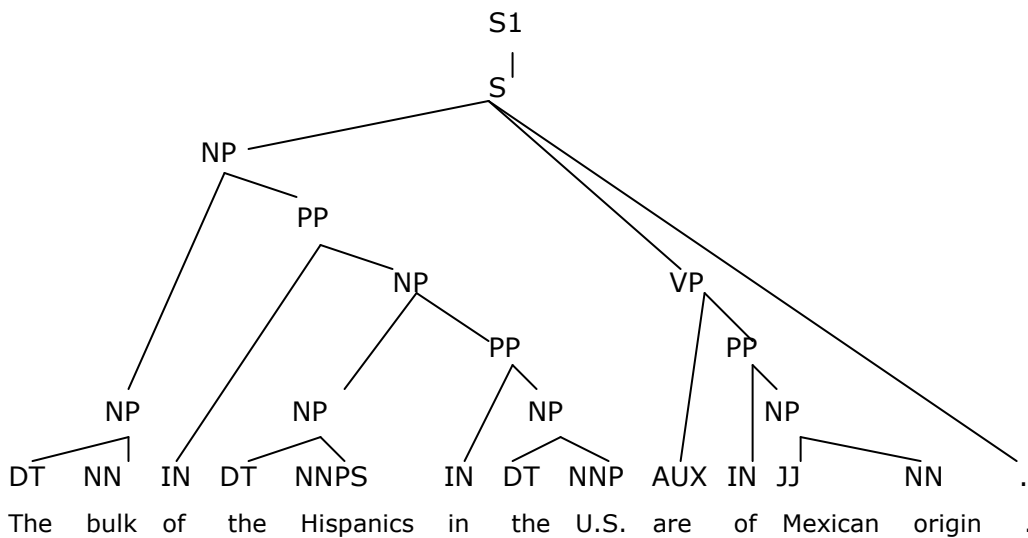 S1
S
NP
PP
NP VP
PP PP
NP NP NP NP
DT NN IN DT NNPS IN DT NNP AUX IN JJ NN .
The bulk of the Hispanics in the U.S. are of Mexican origin .